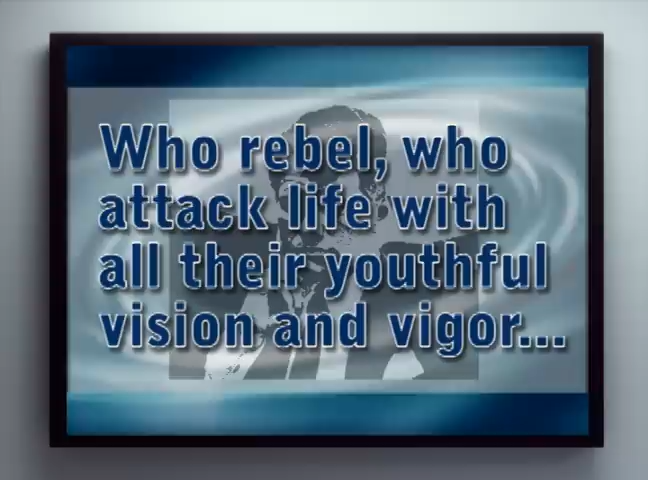 Who rebel, who
attack life with
all their youthful
vision and vigor...